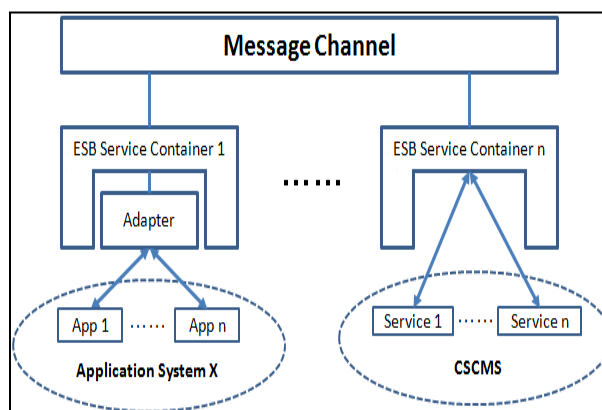 Message Channel
ESB Service Container 1
ESB Service Container n
......
Adapter
App 1 ...... App n
Service 1 ...... Service n
Application System X
CSCMS